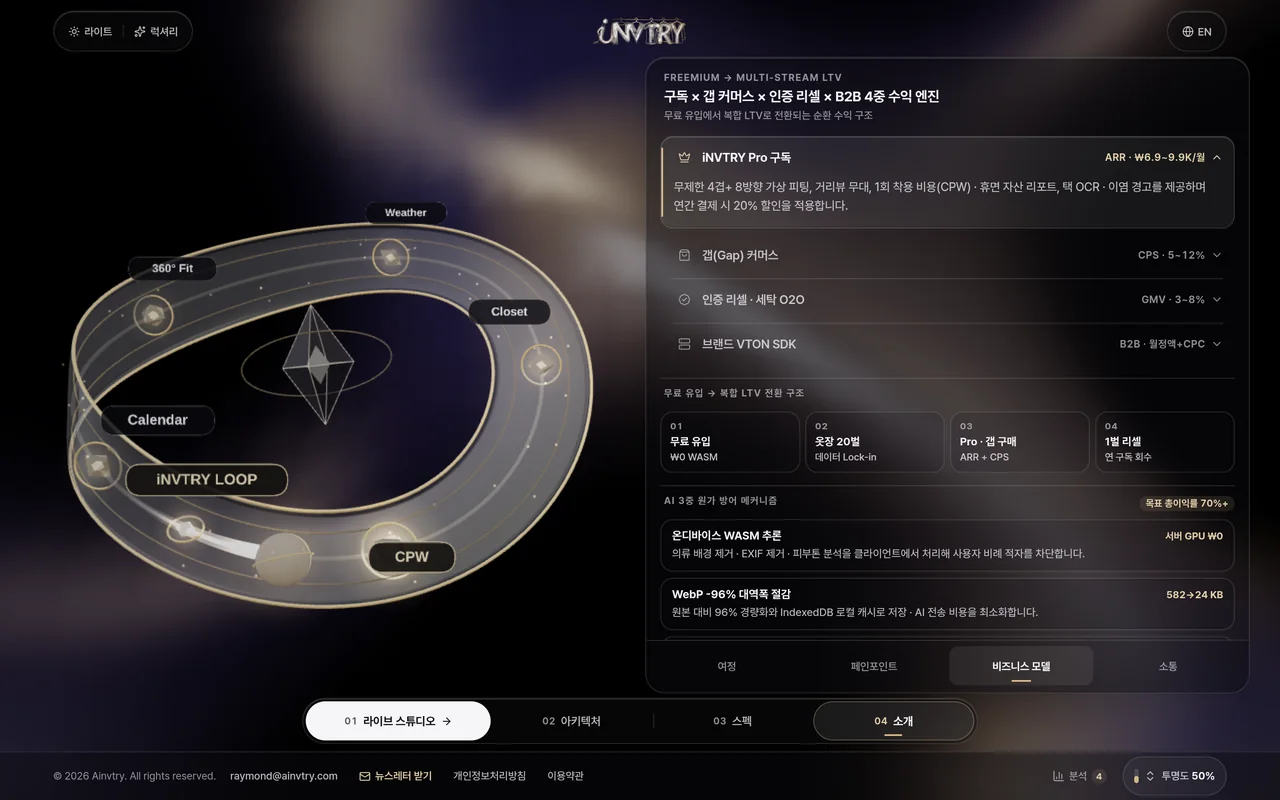 라이트
럭셔리
iNVTRY
EN
FREEMIUM → MULTI-STREAM LTV
구독 × 갭 커머스 × 인증 리셀 × B2B 4중 수익 엔진
무료 유입에서 복합 LTV로 전환되는 순환 수익 구조
iNVTRY Pro 구독
ARR · ₩6.9~9.9K/월
무제한 4겹+ 8방향 가상 피팅, 거리뷰 무대, 1회 착용 비용(CPW) · 휴면 자산 리포트, 택 OCR · 이염 경고를 제공하며
연간 결제 시 20% 할인을 적용합니다.
갭(Gap) 커머스
CPS · 5~12%
인증 리셀 · 세탁 O2O
GMV · 3~8%
브랜드 VTON SDK
B2B · 월정액+CPC
무료 유입 → 복합 LTV 전환 구조
01
무료 유입
₩0 WASM
02
옷장 20벌
데이터 Lock-in
03
Pro · 갭 구매
ARR + CPS
04
1벌 리셀
연 구독 회수
AI 3중 원가 방어 메커니즘
목표 총이익률 70%+
온디바이스 WASM 추론
서버 GPU ₩0
의류 배경 제거 · EXIF 제거 · 피부톤 분석을 클라이언트에서 처리해 사용자 비례 적자를 차단합니다.
WebP -96% 대역폭 절감
582→24 KB
원본 대비 96% 경량화와 IndexedDB 로컬 캐시로 저장 · AI 전송 비용을 최소화합니다.
여정
페인포인트
비즈니스 모델
소통
Weather
360° Fit
Closet
Calendar
iNVTRY LOOP
CPW
01 라이브 스튜디오 →
02 아키텍처
03 스펙
04 소개
© 2026 Ainvtry. All rights reserved.
raymond@ainvtry.com
뉴스레터 받기
개인정보처리방침
이용약관
분석 4
투명도 50%